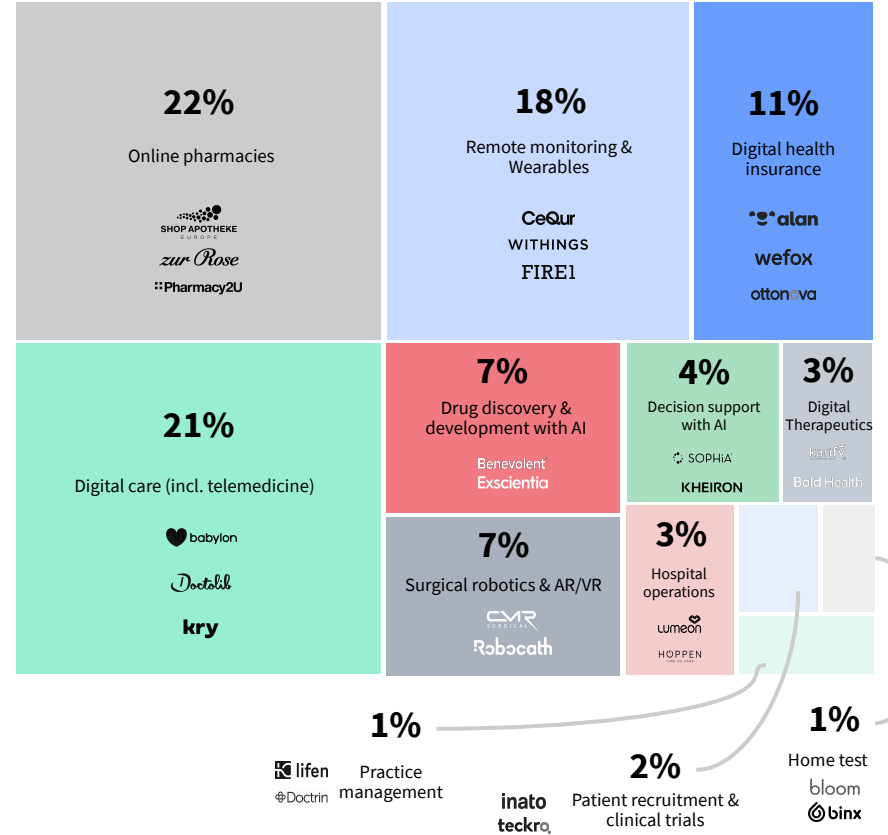 22%
Online pharmacies
SHOP APOTHEKE
EUROPE
zur Rose
Pharmacy2U
18%
Remote monitoring &
Wearables
CeQur
WITHINGS
FIRE1
11%
Digital health
insurance
alan
wefox
ottonova
21%
Digital care (incl. telemedicine)
babylon
Doctolib
kry
7%
Drug discovery &
development with AI
Benevolent
Exscientia
7%
Surgical robotics & AR/VR
CMR
SURGICAL
Robocath
4%
Decision support
with AI
SOPHiA
KHEIRON
3%
Digital
Therapeutics
karify
Bold Health
3%
Hospital
operations
Lumeon
HOPPEN
TIME TO CARE
1%
lifen
Doctrin
Practice
management
2%
inato
teckro
Patient recruitment &
clinical trials
1%
Home test
bloom
binx